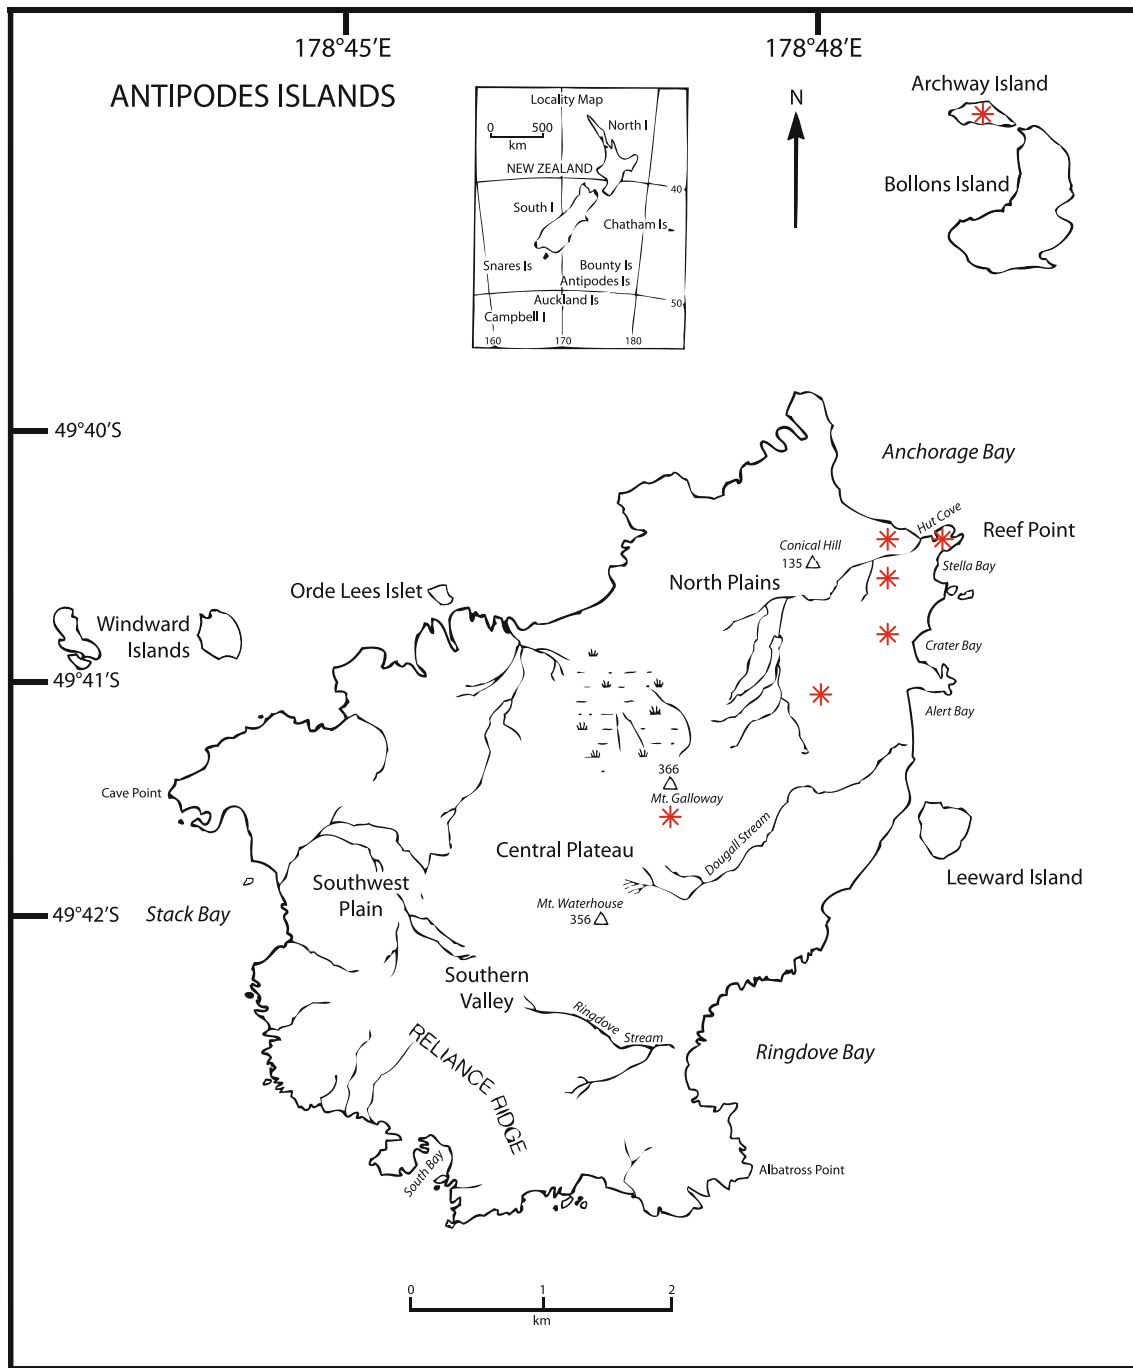 178°45'E
178°48'E
ANTIPODES ISLANDS
Locality Map
0 500
km
North I
NEW ZEALAND
40
South I
Chatham Is
Snares Is
Bounty Is
Antipodes Is
Auckland Is
50
Campbell I
160 170 180
N
Archway Island
Bollons Island
49°40'S
Anchorage Bay
Hut Cove
Reef Point
Conical Hill
135
Stella Bay
North Plains
Orde Lees Islet
Windward
Islands
Crater Bay
49°41'S
Alert Bay
366
Mt. Galloway
Cave Point
Dougall Stream
Central Plateau
Leeward Island
Southwest
Plain
Mt. Waterhouse
356
Stack Bay
49°42'S
Southern
Valley
Ringdove
Stream
Ringdove Bay
RELIANCE RIDGE
South Bay
Albatross Point
0 1 2
km